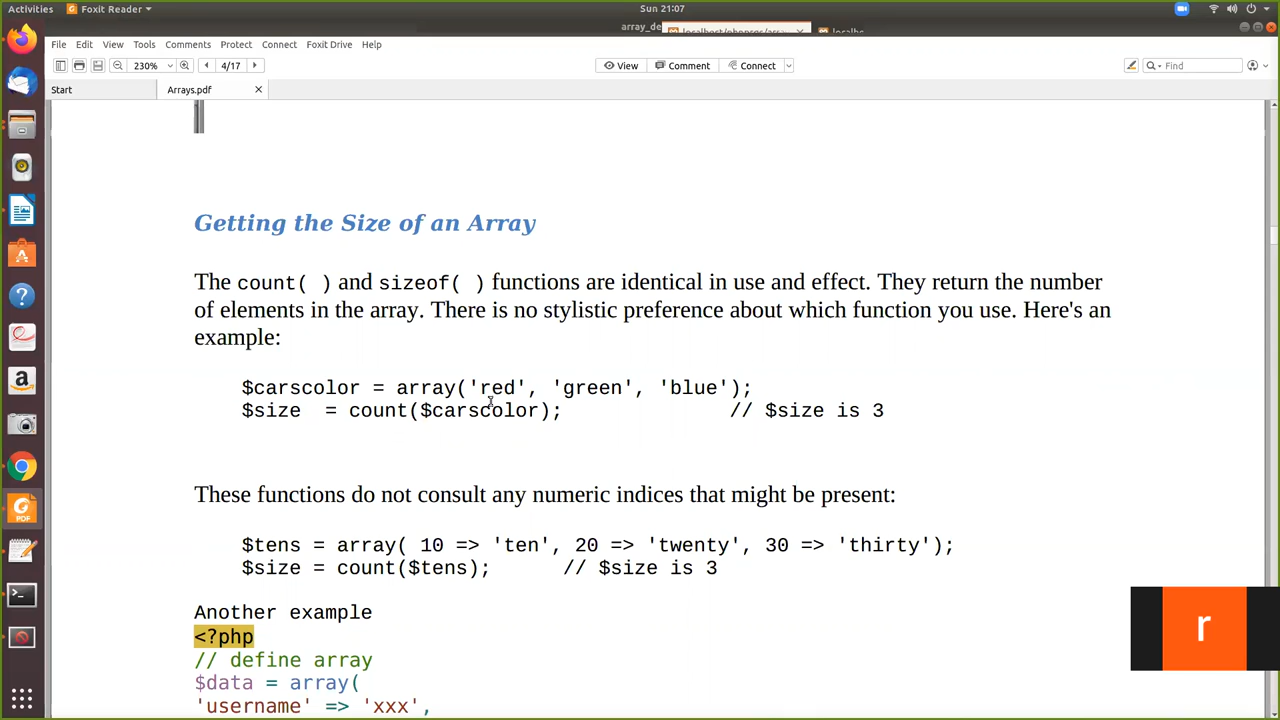 Activities Foxit Reader Sun 21:07
array_de localhost/phppgs/arr localho
File Edit View Tools Comments Protect Connect Foxit Drive Help
230% 4/17 View Comment Connect Find
Start Arrays.pdf
Getting the Size of an Array
The count( ) and sizeof( ) functions are identical in use and effect. They return the number
of elements in the array. There is no stylistic preference about which function you use. Here's an
example:
$carscolor = array('red', 'green', 'blue');
$size = count($carscolor); // $size is 3
These functions do not consult any numeric indices that might be present:
$tens = array( 10 => 'ten', 20 => 'twenty', 30 => 'thirty');
$size = count($tens); // $size is 3
Another example
<?php
// define array
$data = array(
'username' => 'xxx',
r